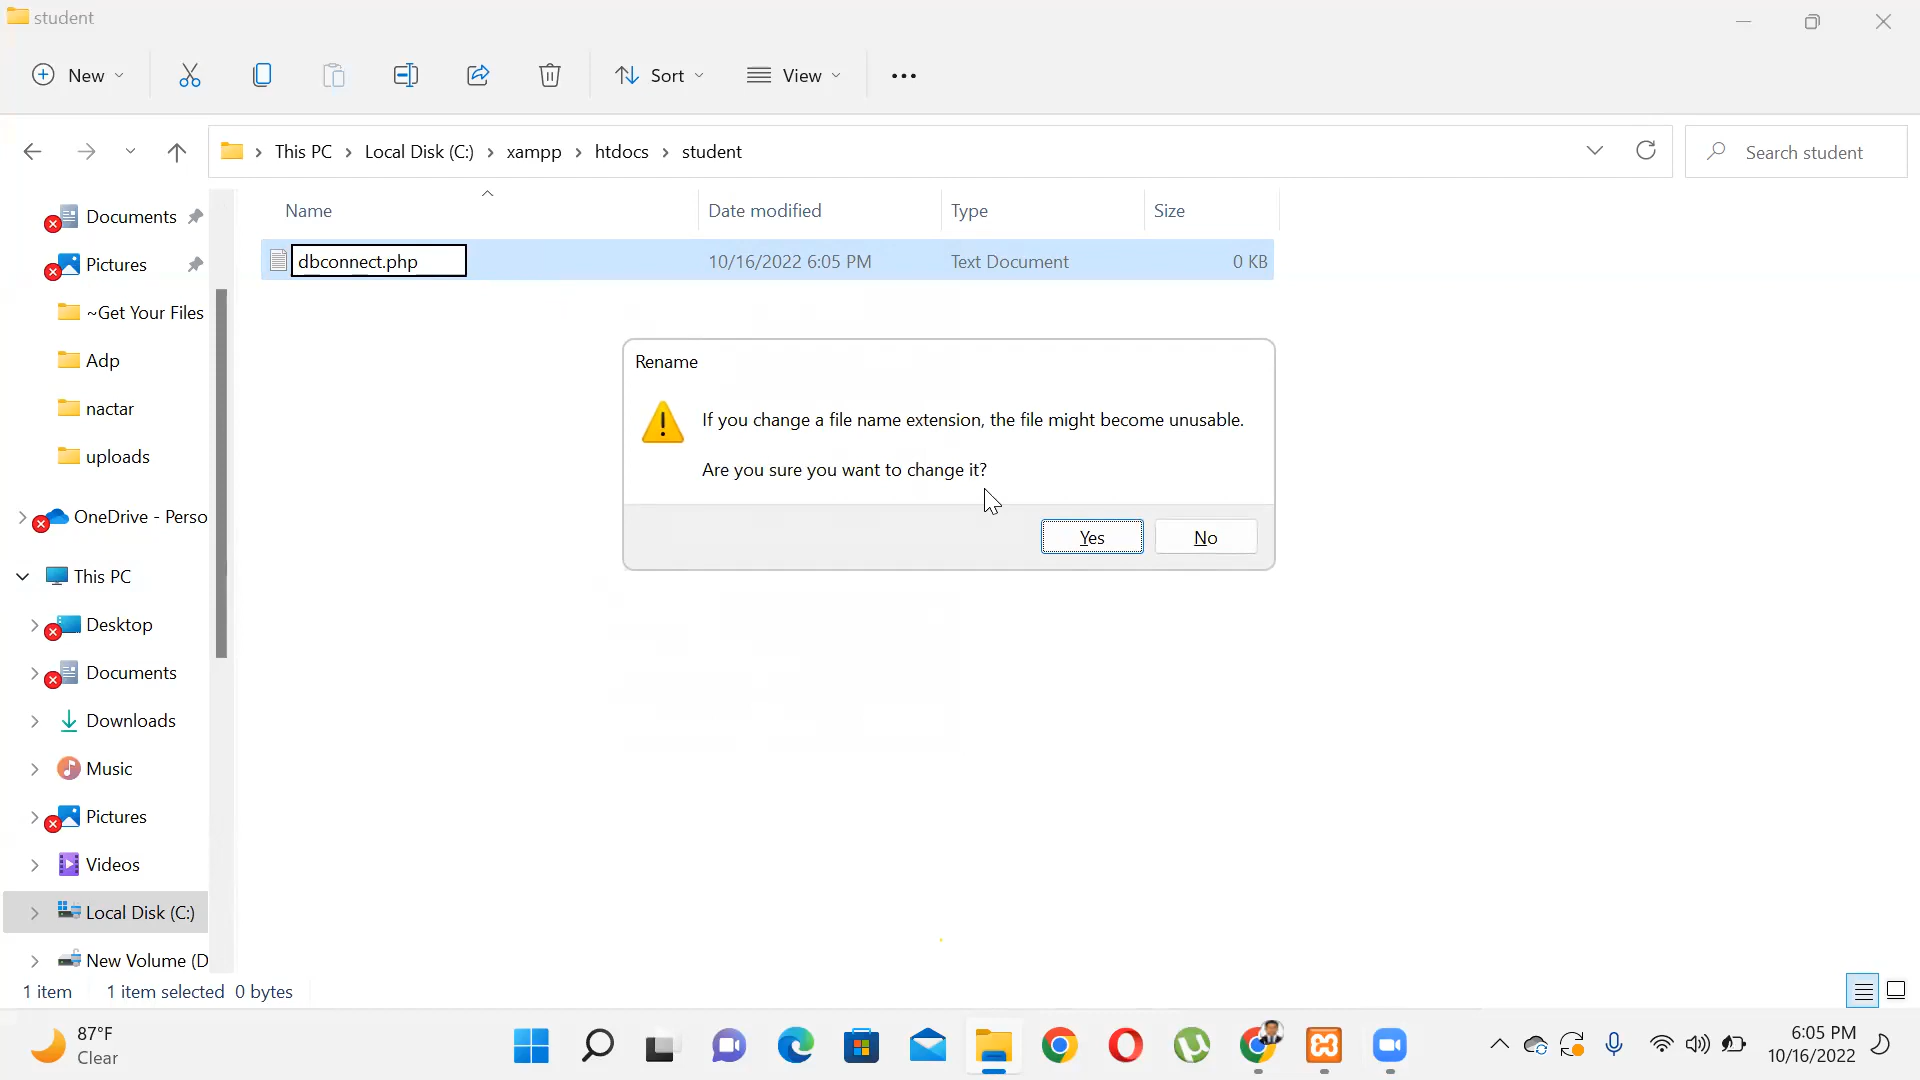 student
New
Sort
View
This PC
Local Disk (C:)
xampp
htdocs
student
Search student
Name
Date modified
Type
Size
dbconnect.php
10/16/2022 6:05 PM
Text Document
0 KB
Documents
Pictures
~Get Your Files
Adp
nactar
uploads
OneDrive - Perso
This PC
Desktop
Documents
Downloads
Music
Pictures
Videos
Local Disk (C:)
New Volume (D
Rename
If you change a file name extension, the file might become unusable.
Are you sure you want to change it?
Yes
No
1 item
1 item selected 0 bytes
87°F
Clear
6:05 PM
10/16/2022